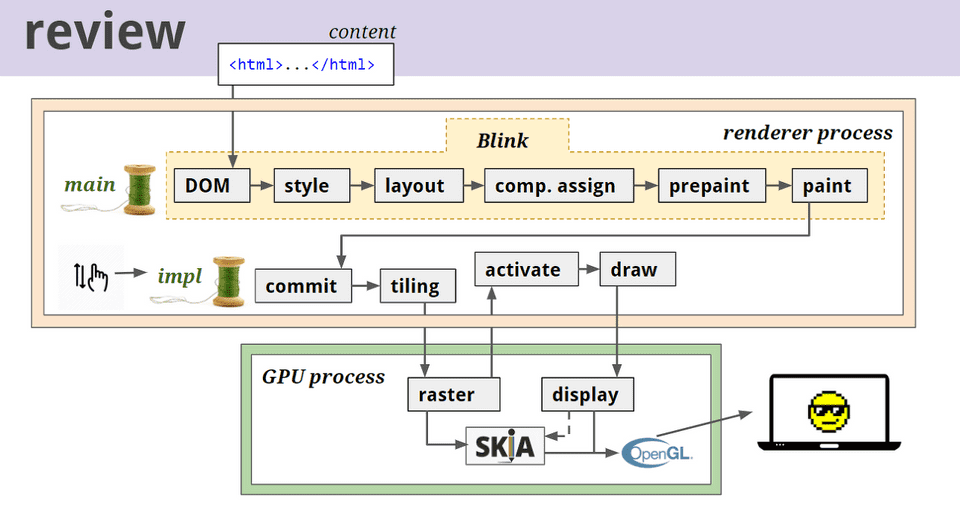 review
content
<html>...</html>
renderer process
Blink
main
DOM
style
layout
comp. assign
prepaint
paint
impl
commit
tiling
activate
draw
GPU process
raster
display
SKiA
OpenGL.